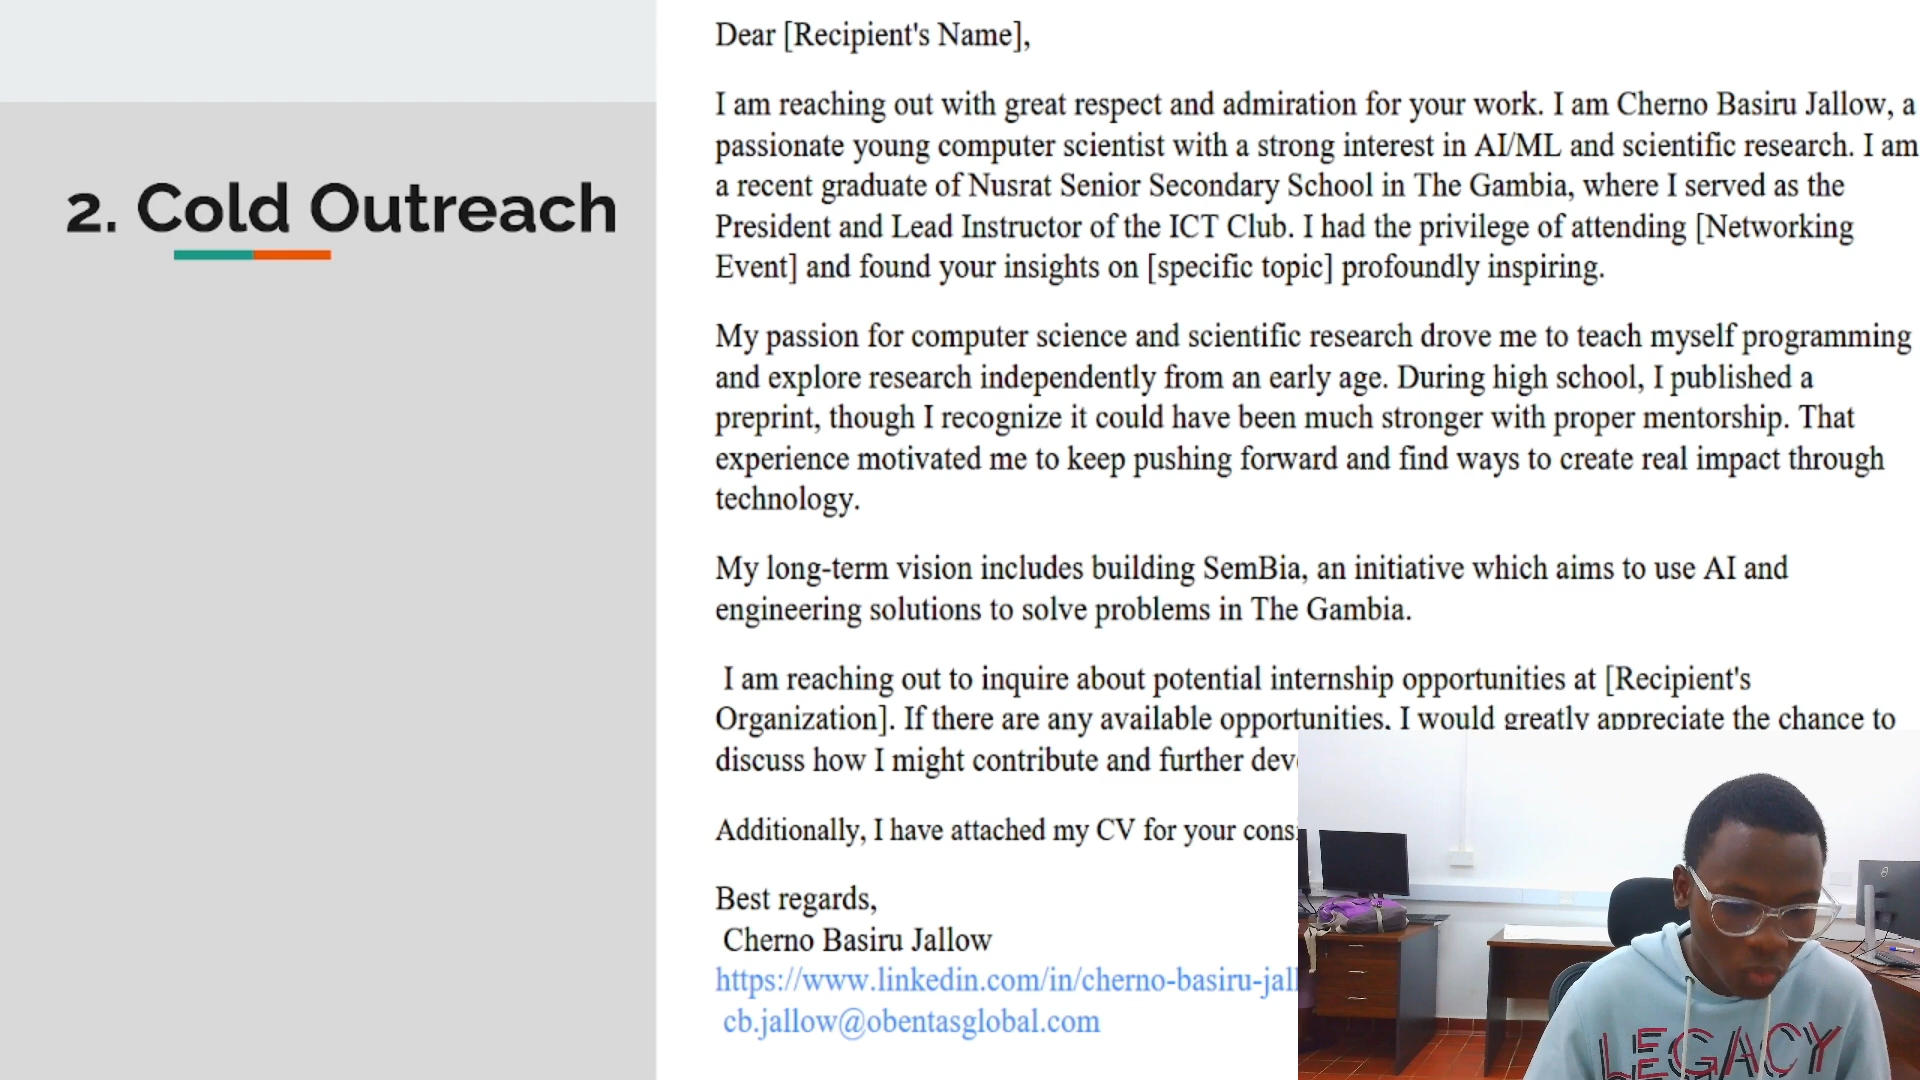 2. Cold Outreach
Dear [Recipient's Name],
I am reaching out with great respect and admiration for your work. I am Cherno Basiru Jallow, a
passionate young computer scientist with a strong interest in AI/ML and scientific research. I am
a recent graduate of Nusrat Senior Secondary School in The Gambia, where I served as the
President and Lead Instructor of the ICT Club. I had the privilege of attending [Networking
Event] and found your insights on [specific topic] profoundly inspiring.
My passion for computer science and scientific research drove me to teach myself programming
and explore research independently from an early age. During high school, I published a
preprint, though I recognize it could have been much stronger with proper mentorship. That
experience motivated me to keep pushing forward and find ways to create real impact through
technology.
My long-term vision includes building SemBia, an initiative which aims to use AI and
engineering solutions to solve problems in The Gambia.
I am reaching out to inquire about potential internship opportunities at [Recipient's
Organization]. If there are any available opportunities, I would greatly appreciate the chance to
discuss how I might contribute and further
Additionally, I have attached my CV for your
Best regards,
Cherno Basiru Jallow
https://www.linkedin.com/in/cherno-basiru-jall
cb.jallow@obentasglobal.com
LEGACY